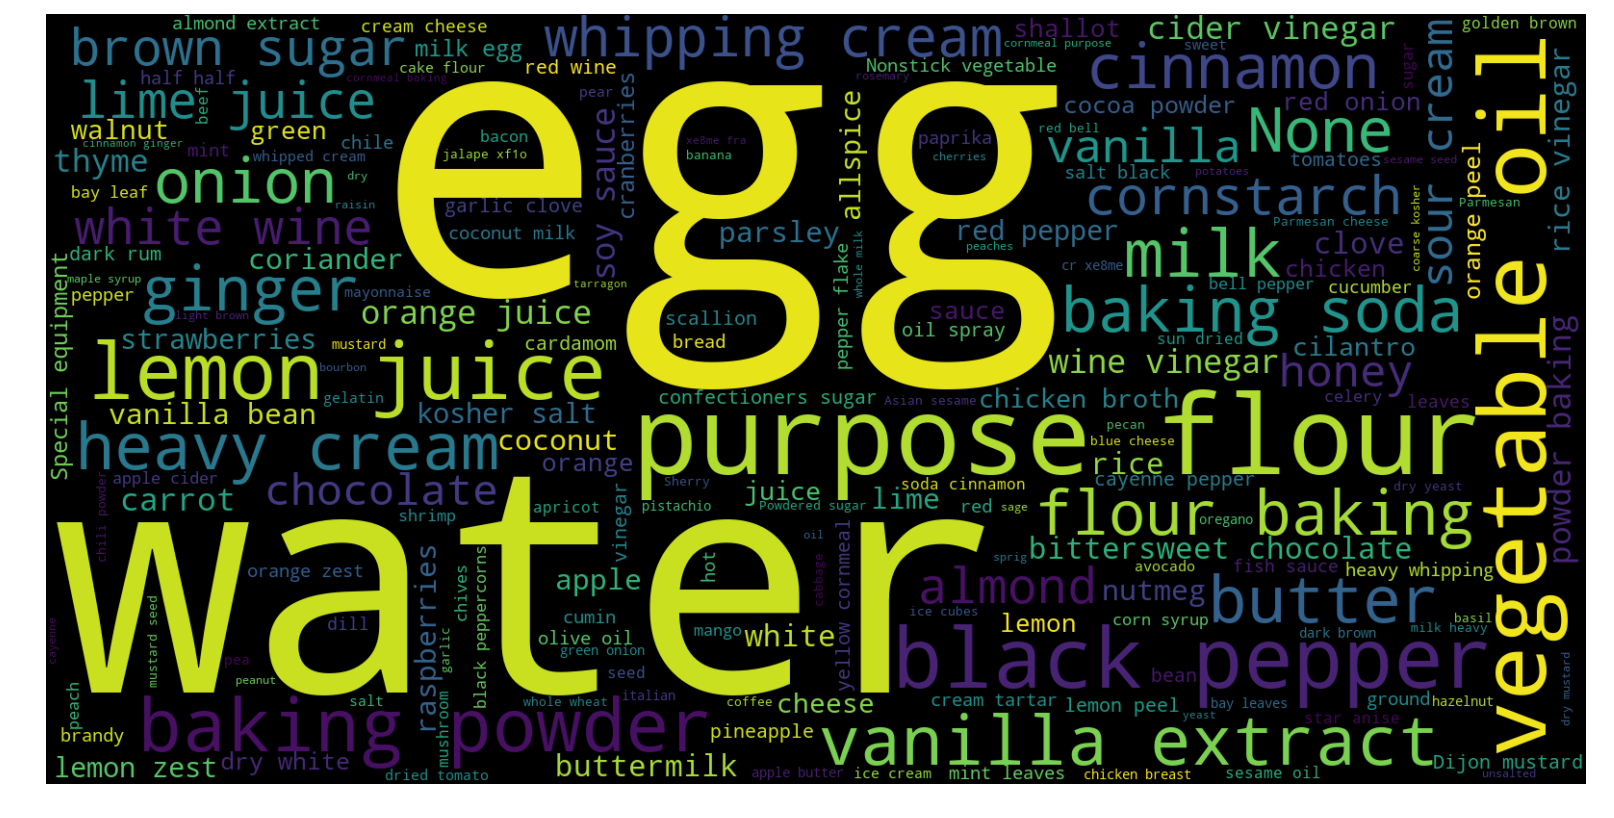 almond extract
cream cheese
brown sugar
milk egg
whipping cream
cornmeal purpose
shallot
cider vinegar
sweet
golden brown
half half
cake flour
red wine
cornmeal baking
Nonstick vegetable
rosemary
cinnamon
sugar
lime juice
beef
pear
cranberries
cocoa powder
red onion
sour cream
rice vinegar
walnut
green
chile
egg
bacon
soy sauce
xe8me fra
allspice
paprika
red bell
vanilla
None
cinnamon ginger
mint
whipped cream
jalape xf1o
banana
cherries
tomatoes
sesame seed
thyme
onion
dry
salt black
potatoes
orange peel
vegetable oil
bay leaf
raisin
garlic clove
cornstarch
coarse kosher
Parmesan
white wine
coconut milk
parsley
red pepper
Parmesan cheese
dark rum
coriander
peaches
milk
clove
Special equipment
maple syrup
ginger
tarragon
pepper flake
whole milk
cr xe8me
chicken
pepper
mayonnaise
bell pepper
cucumber
light brown
orange juice
scallion
sauce
baking soda
strawberries
mustard
cardamom
bread
oil spray
sun dried
cilantro
powder baking
lemon juice
bourbon
wine vinegar
honey
gelatin
confectioners sugar
Asian sesame
chicken broth
celery
leaves
vanilla bean
kosher salt
purpose flour
pecan
heavy cream
coconut
blue cheese
orange
rice
apple cider
chocolate
Sherry
soda cinnamon
cayenne pepper
dry yeast
carrot
juice
lime
chili powder
shrimp
apricot
vinegar
pistachio
Powdered sugar
red
sage
flour baking
oregano
water
oil
bittersweet chocolate
orange zest
raspberries
chives
black peppercorns
apple
hot
cabbage
yellow cornmeal
sprig
avocado
fish sauce
heavy whipping
almond
nutmeg
butter
cayenne
mustard seed
dill
garlic
cumin
mango
white
ice cubes
lemon
corn syrup
basil
milk heavy
dark brown
olive oil
green onion
pea
peanut
seed
black pepper
bean
dry mustard
peach
salt
mushroom
whole wheat
italian
coffee
cheese
cream tartar
lemon peel
bay leaves
ground
hazelnut
brandy
baking powder
pineapple
vanilla extract
yeast
star anise
lemon zest
dry white
dried tomato
buttermilk
apple butter
ice cream
mint leaves
chicken breast
sesame oil
Dijon mustard
unsalted